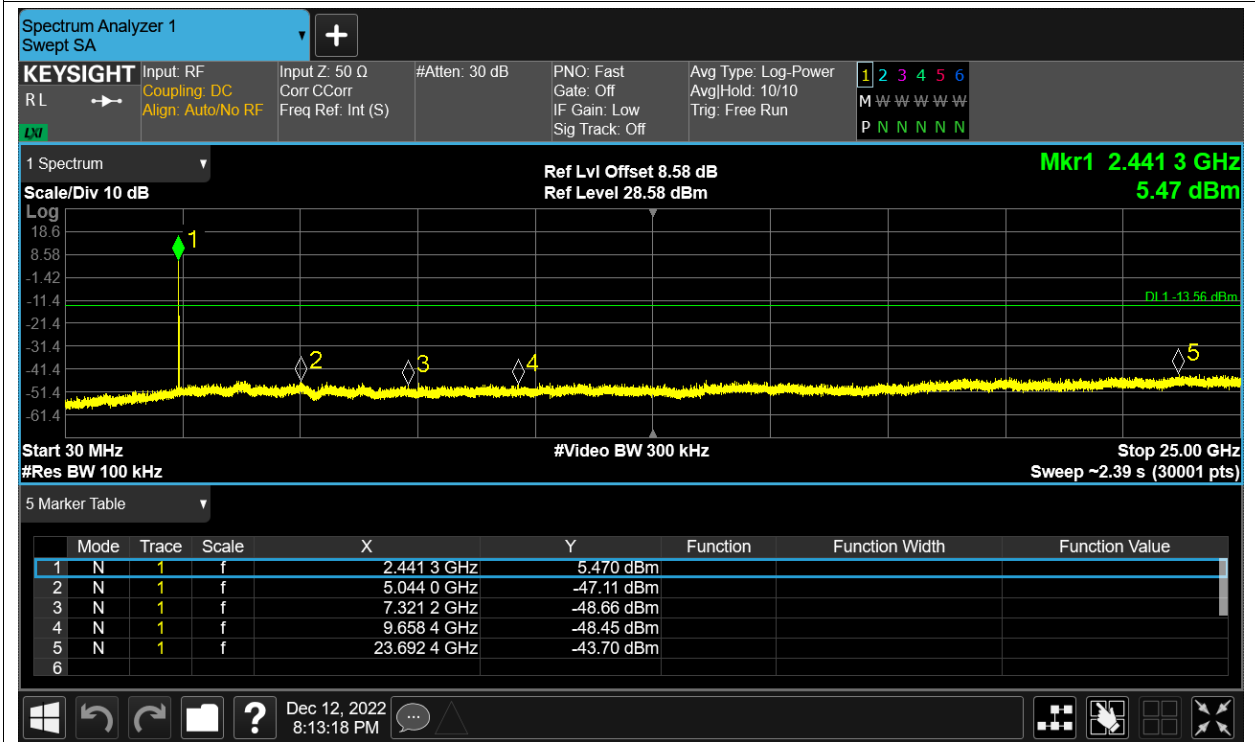 Spectrum Analyzer 1
Swept SA
+
KEYSIGHT
RL
LXI
Input: RF
Coupling: DC
Align: Auto/No RF
Input Z: 50 Ω
Corr CCorr
Freq Ref: Int (S)
#Atten: 30 dB
PNO: Fast
Gate: Off
IF Gain: Low
Sig Track: Off
Avg Type: Log-Power
Avg|Hold: 10/10
Trig: Free Run
1 2 3 4 5 6
M W W W W W
P N N N N N
1 Spectrum
Scale/Div 10 dB
Ref Lvl Offset 8.58 dB
Ref Level 28.58 dBm
Mkr1 2.441 3 GHz
5.47 dBm
Log
18.6
8.58
-1.42
-11.4
-21.4
-31.4
-41.4
-51.4
-61.4
1
2
3
4
5
DL1 -13.56 dBm
Start 30 MHz
#Video BW 300 kHz
Stop 25.00 GHz
#Res BW 100 kHz
Sweep ~2.39 s (30001 pts)
5 Marker Table
Mode Trace Scale X Y Function Function Width Function Value
1 N 1 f 2.441 3 GHz 5.470 dBm
2 N 1 f 5.044 0 GHz -47.11 dBm
3 N 1 f 7.321 2 GHz -48.66 dBm
4 N 1 f 9.658 4 GHz -48.45 dBm
5 N 1 f 23.692 4 GHz -43.70 dBm
6
?
Dec 12, 2022
8:13:18 PM